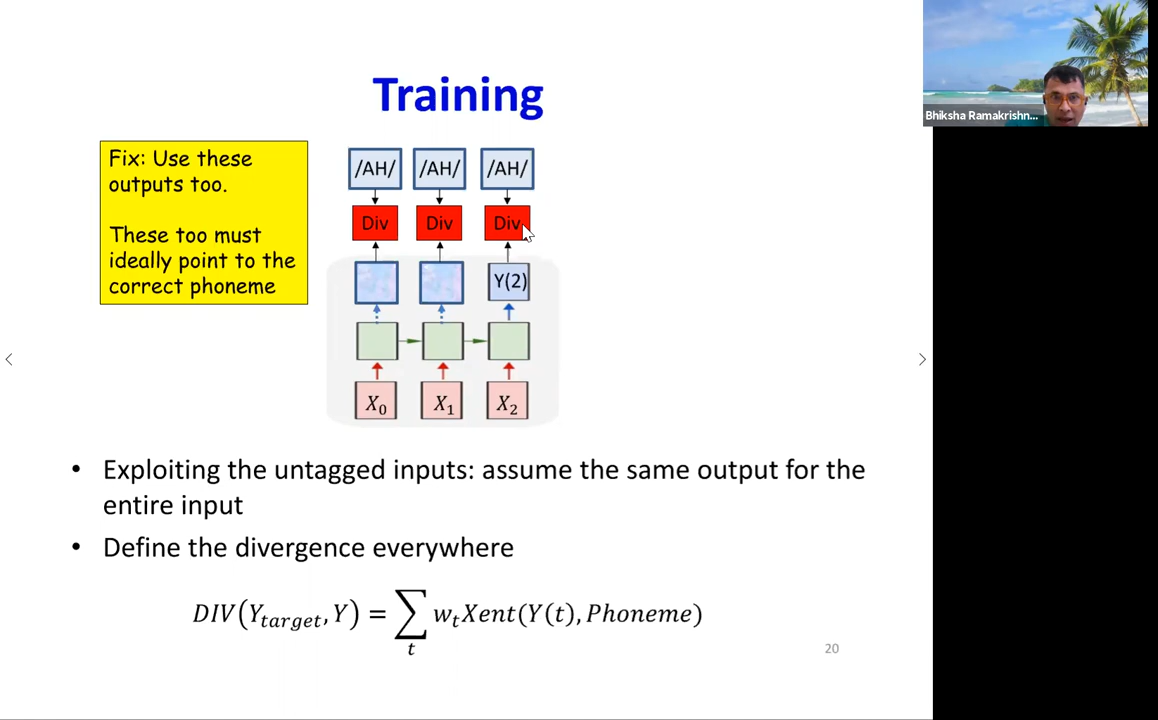 Training
Bhiksha Ramakrishn...
Fix: Use these
outputs too.
These too must
ideally point to the
correct phoneme
/AH/ /AH/ /AH/
Div Div Div
Y(2)
X₀ X₁ X₂
• Exploiting the untagged inputs: assume the same output for the
entire input
• Define the divergence everywhere
DIV(Y_target, Y) = ∑_t w_t Xent(Y(t), Phoneme)
20